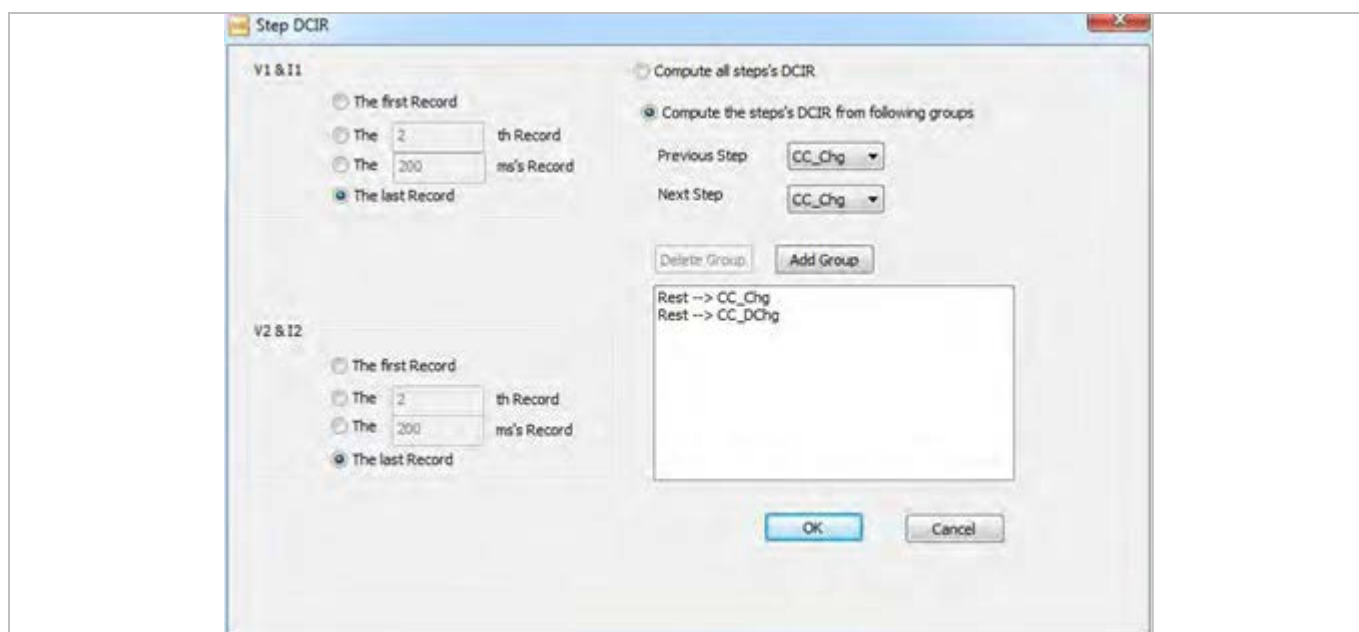 Step DCIR
V1 & I1
The first Record
The 2 th Record
The 200 ms's Record
The last Record
V2 & I2
The first Record
The 2 th Record
The 200 ms's Record
The last Record
Compute all steps's DCIR
Compute the steps's DCIR from following groups
Previous Step CC_Chg
Next Step CC_Chg
Delete Group Add Group
Rest --> CC_Chg
Rest --> CC_DChg
OK Cancel